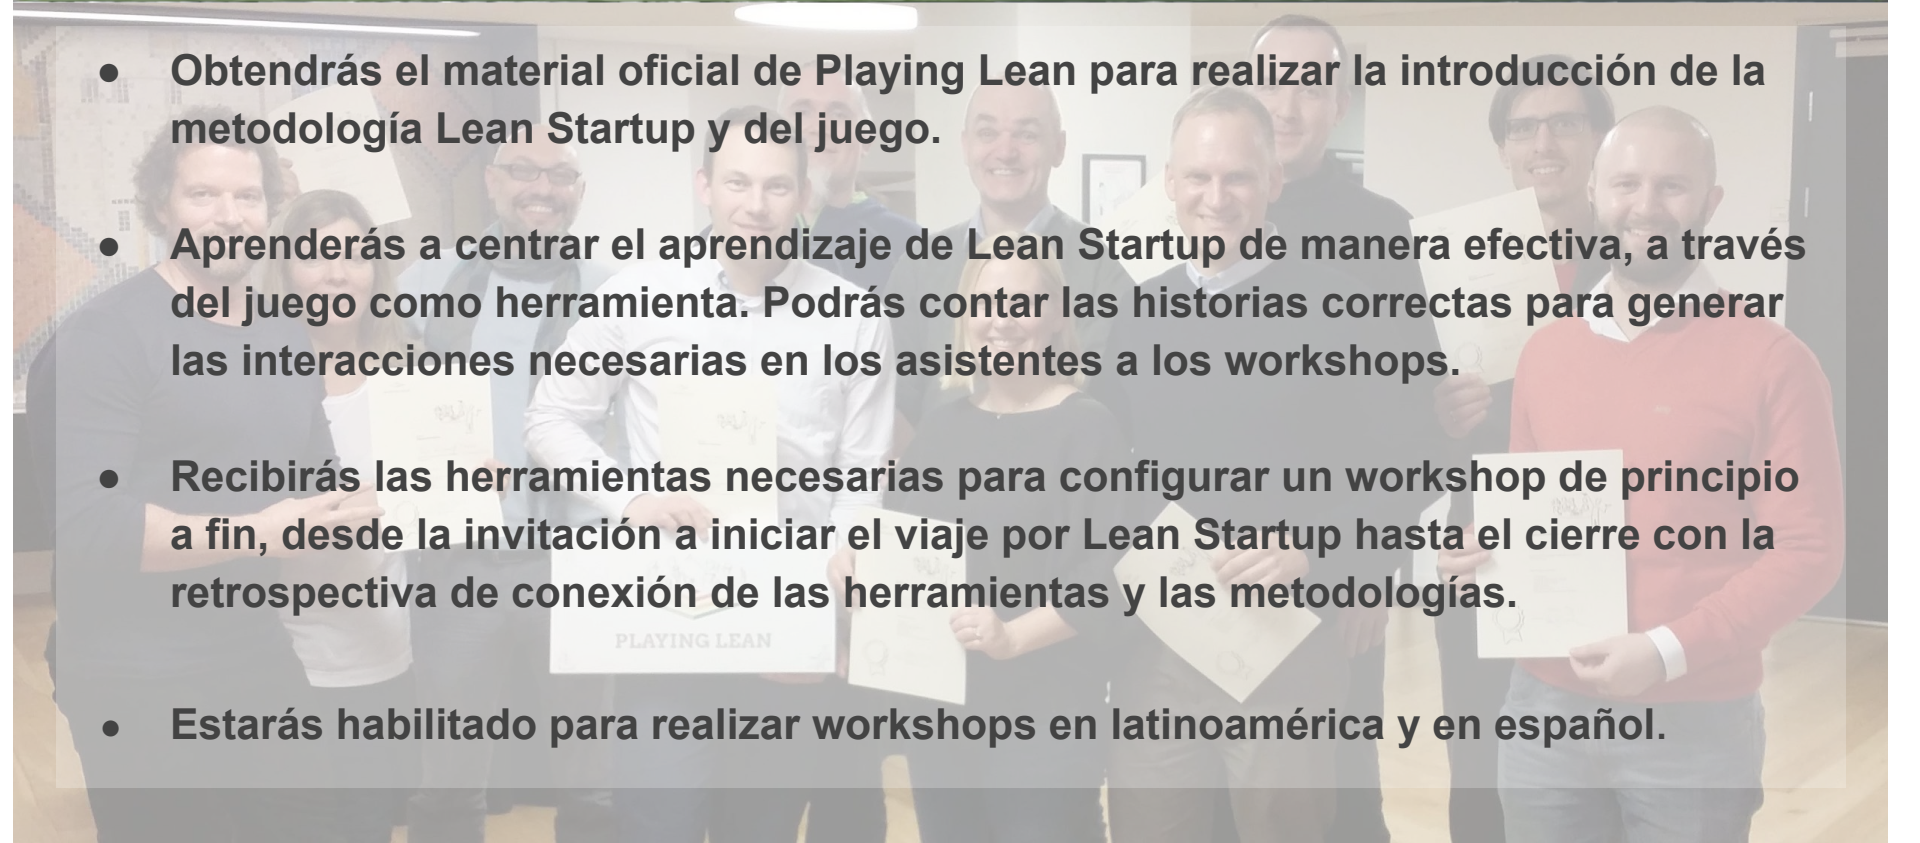 ● Obtendrás el material oficial de Playing Lean para realizar la introducción de la
metodología Lean Startup y del juego.
● Aprenderás a centrar el aprendizaje de Lean Startup de manera efectiva, a través
del juego como herramienta. Podrás contar las historias correctas para generar
las interacciones necesarias en los asistentes a los workshops.
● Recibirás las herramientas necesarias para configurar un workshop de principio
a fin, desde la invitación a iniciar el viaje por Lean Startup hasta el cierre con la
retrospectiva de conexión de las herramientas y las metodologías.
PLAYING LEAN
● Estarás habilitado para realizar workshops en latinoamérica y en español.